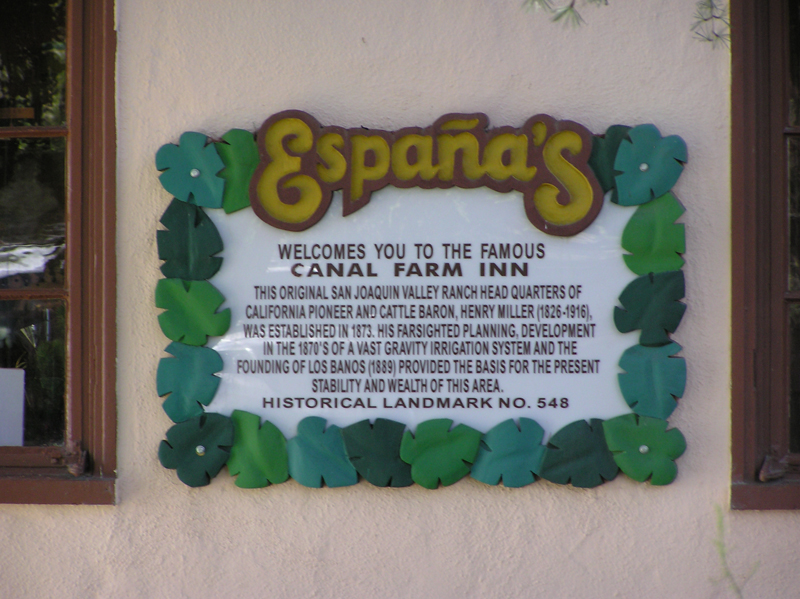 España's
WELCOMES YOU TO THE FAMOUS
CANAL FARM INN
THIS ORIGINAL SAN JOAQUIN VALLEY RANCH HEAD QUARTERS OF
CALIFORNIA PIONEER AND CATTLE BARON, HENRY MILLER (1826-1916),
WAS ESTABLISHED IN 1873. HIS FARSIGHTED PLANNING, DEVELOPMENT
IN THE 1870'S OF A VAST GRAVITY IRRIGATION SYSTEM AND THE
FOUNDING OF LOS BANOS (1889) PROVIDED THE BASIS FOR THE PRESENT
STABILITY AND WEALTH OF THIS AREA.
HISTORICAL LANDMARK NO. 548